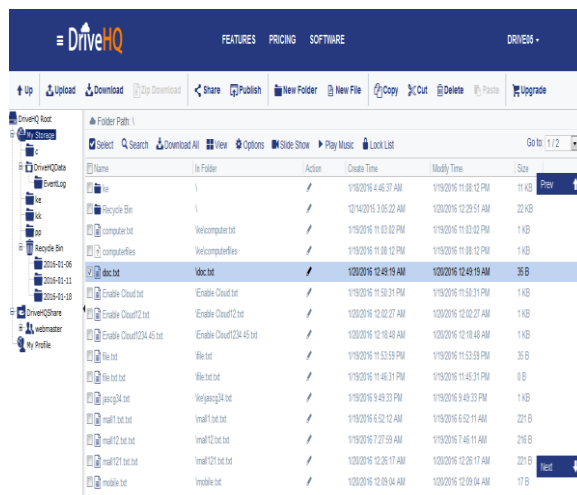 DriveHQ FEATURES PRICING SOFTWARE DRIVE06
Up Upload Download Zip Download Share Publish New Folder New File Copy Cut Delete Paste Upgrade
DriveHQ Root
My Storage
c
DriveHQData
EventLog
ke
kk
pp
Recycle Bin
2016-01-06
2016-01-11
2016-01-18
DriveHQShare
webmaster
My Profile
Folder Path: \
Select Search Download All View Options Slide Show Play Music Lock List Go to: 1 / 2
Name In Folder Action Create Time Modify Time Size
ke \ 1/18/2016 4:46:37 AM 1/19/2016 11:08:12 PM 11 KB Prev
Recycle Bin \ 12/14/2015 3:05:22 AM 1/20/2016 12:29:51 AM 22 KB
computer.txt \ke\computer.txt 1/19/2016 11:03:02 PM 1/19/2016 11:03:02 PM 1 KB
computerfiles \ke\computerfiles 1/19/2016 11:08:12 PM 1/19/2016 11:08:12 PM 1 KB
doc.txt \doc.txt 1/20/2016 12:49:19 AM 1/20/2016 12:49:19 AM 35 B
Enable Cloud.txt \Enable Cloud.txt 1/19/2016 11:50:31 PM 1/19/2016 11:50:31 PM 1 KB
Enable Cloud12.txt \Enable Cloud12.txt 1/20/2016 12:02:27 AM 1/20/2016 12:02:27 AM 1 KB
Enable Cloud1234 45.txt \Enable Cloud1234 45.txt 1/20/2016 12:18:48 AM 1/20/2016 12:18:48 AM 1 KB
file.txt \file.txt 1/19/2016 11:53:59 PM 1/19/2016 11:53:59 PM 35 B
file.txt.txt \file.txt.txt 1/19/2016 11:46:31 PM 1/19/2016 11:45:31 PM 0 B
jascg34.txt \ke\jascg34.txt 1/19/2016 9:49:33 PM 1/19/2016 9:49:33 PM 1 KB
mall1.txt.txt \mall1.txt.txt 1/19/2016 6:52:12 AM 1/19/2016 6:52:11 AM 221 B
mall12.txt.txt \mall12.txt.txt 1/19/2016 7:27:59 AM 1/19/2016 7:46:11 AM 216 B
mall121.txt.txt \mall121.txt.txt 1/20/2016 12:26:17 AM 1/20/2016 12:26:17 AM 221 B Next
mobile.txt \mobile.txt 1/20/2016 12:09:04 AM 1/20/2016 12:09:04 AM 17 B